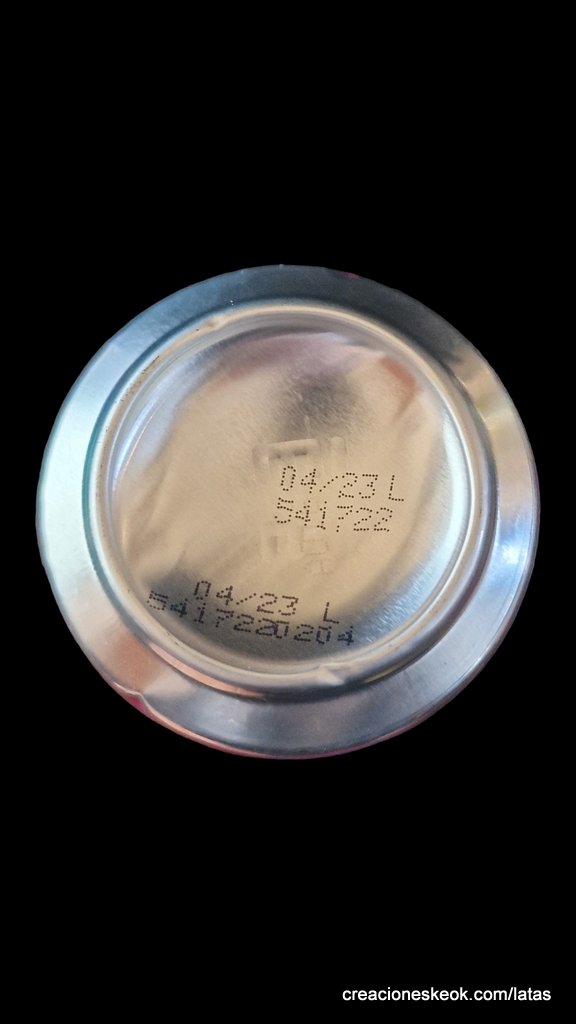 04/23 L
541722
04/23 L
5417220204
creacioneskeok.com/latas